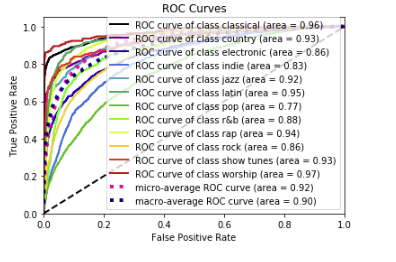 ROC Curves
ROC curve of class classical (area = 0.96)
ROC curve of class country (area = 0.93)
ROC curve of class electronic (area = 0.86)
ROC curve of class indie (area = 0.83)
ROC curve of class jazz (area = 0.92)
ROC curve of class latin (area = 0.95)
ROC curve of class pop (area = 0.77)
ROC curve of class r&b (area = 0.88)
ROC curve of class rap (area = 0.94)
ROC curve of class rock (area = 0.86)
ROC curve of class show tunes (area = 0.93)
ROC curve of class worship (area = 0.97)
micro-average ROC curve (area = 0.92)
macro-average ROC curve (area = 0.90)
True Positive Rate
1.0
0.8
0.6
0.4
0.2
0.0
0.0 0.2 0.4 0.6 0.8 1.0
False Positive Rate